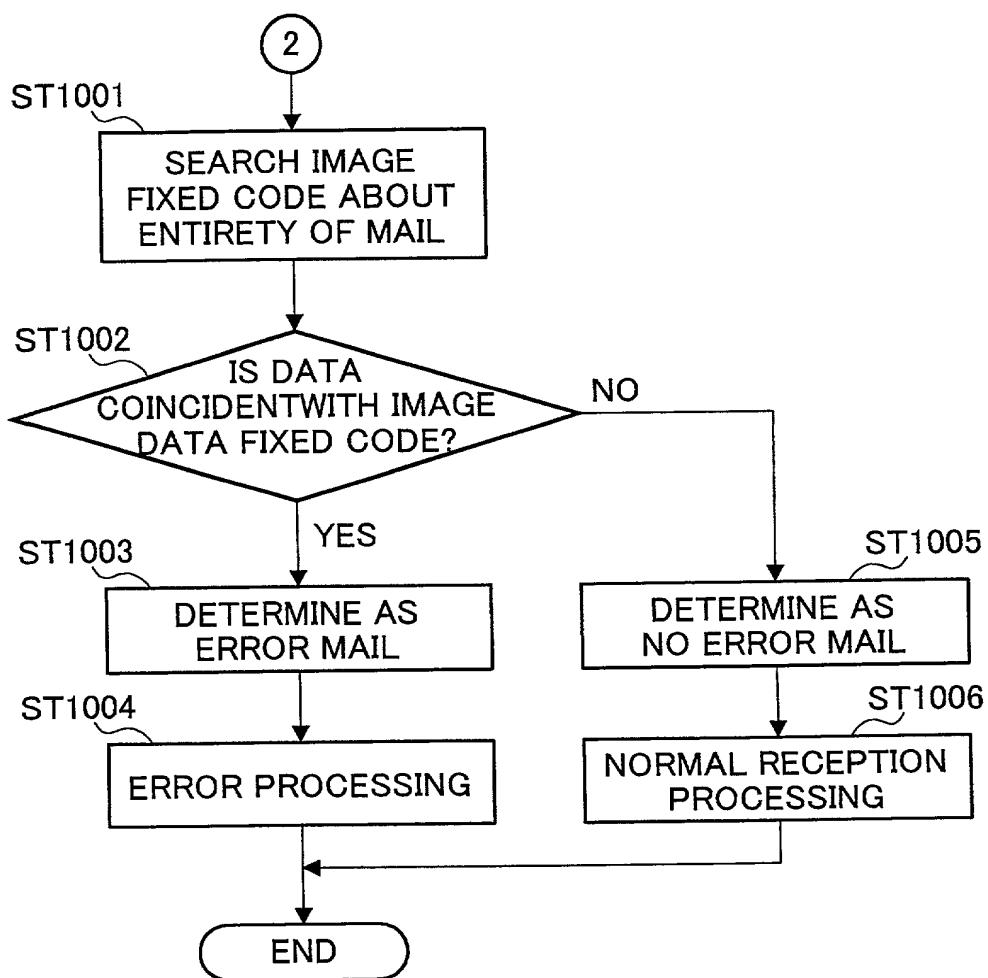 2
ST1001
SEARCH IMAGE
FIXED CODE ABOUT
ENTIRETY OF MAIL
ST1002
IS DATA
COINCIDENTWITH IMAGE
DATA FIXED CODE?
NO
YES
ST1003
DETERMINE AS
ERROR MAIL
ST1005
DETERMINE AS
NO ERROR MAIL
ST1004
ERROR PROCESSING
ST1006
NORMAL RECEPTION
PROCESSING
END